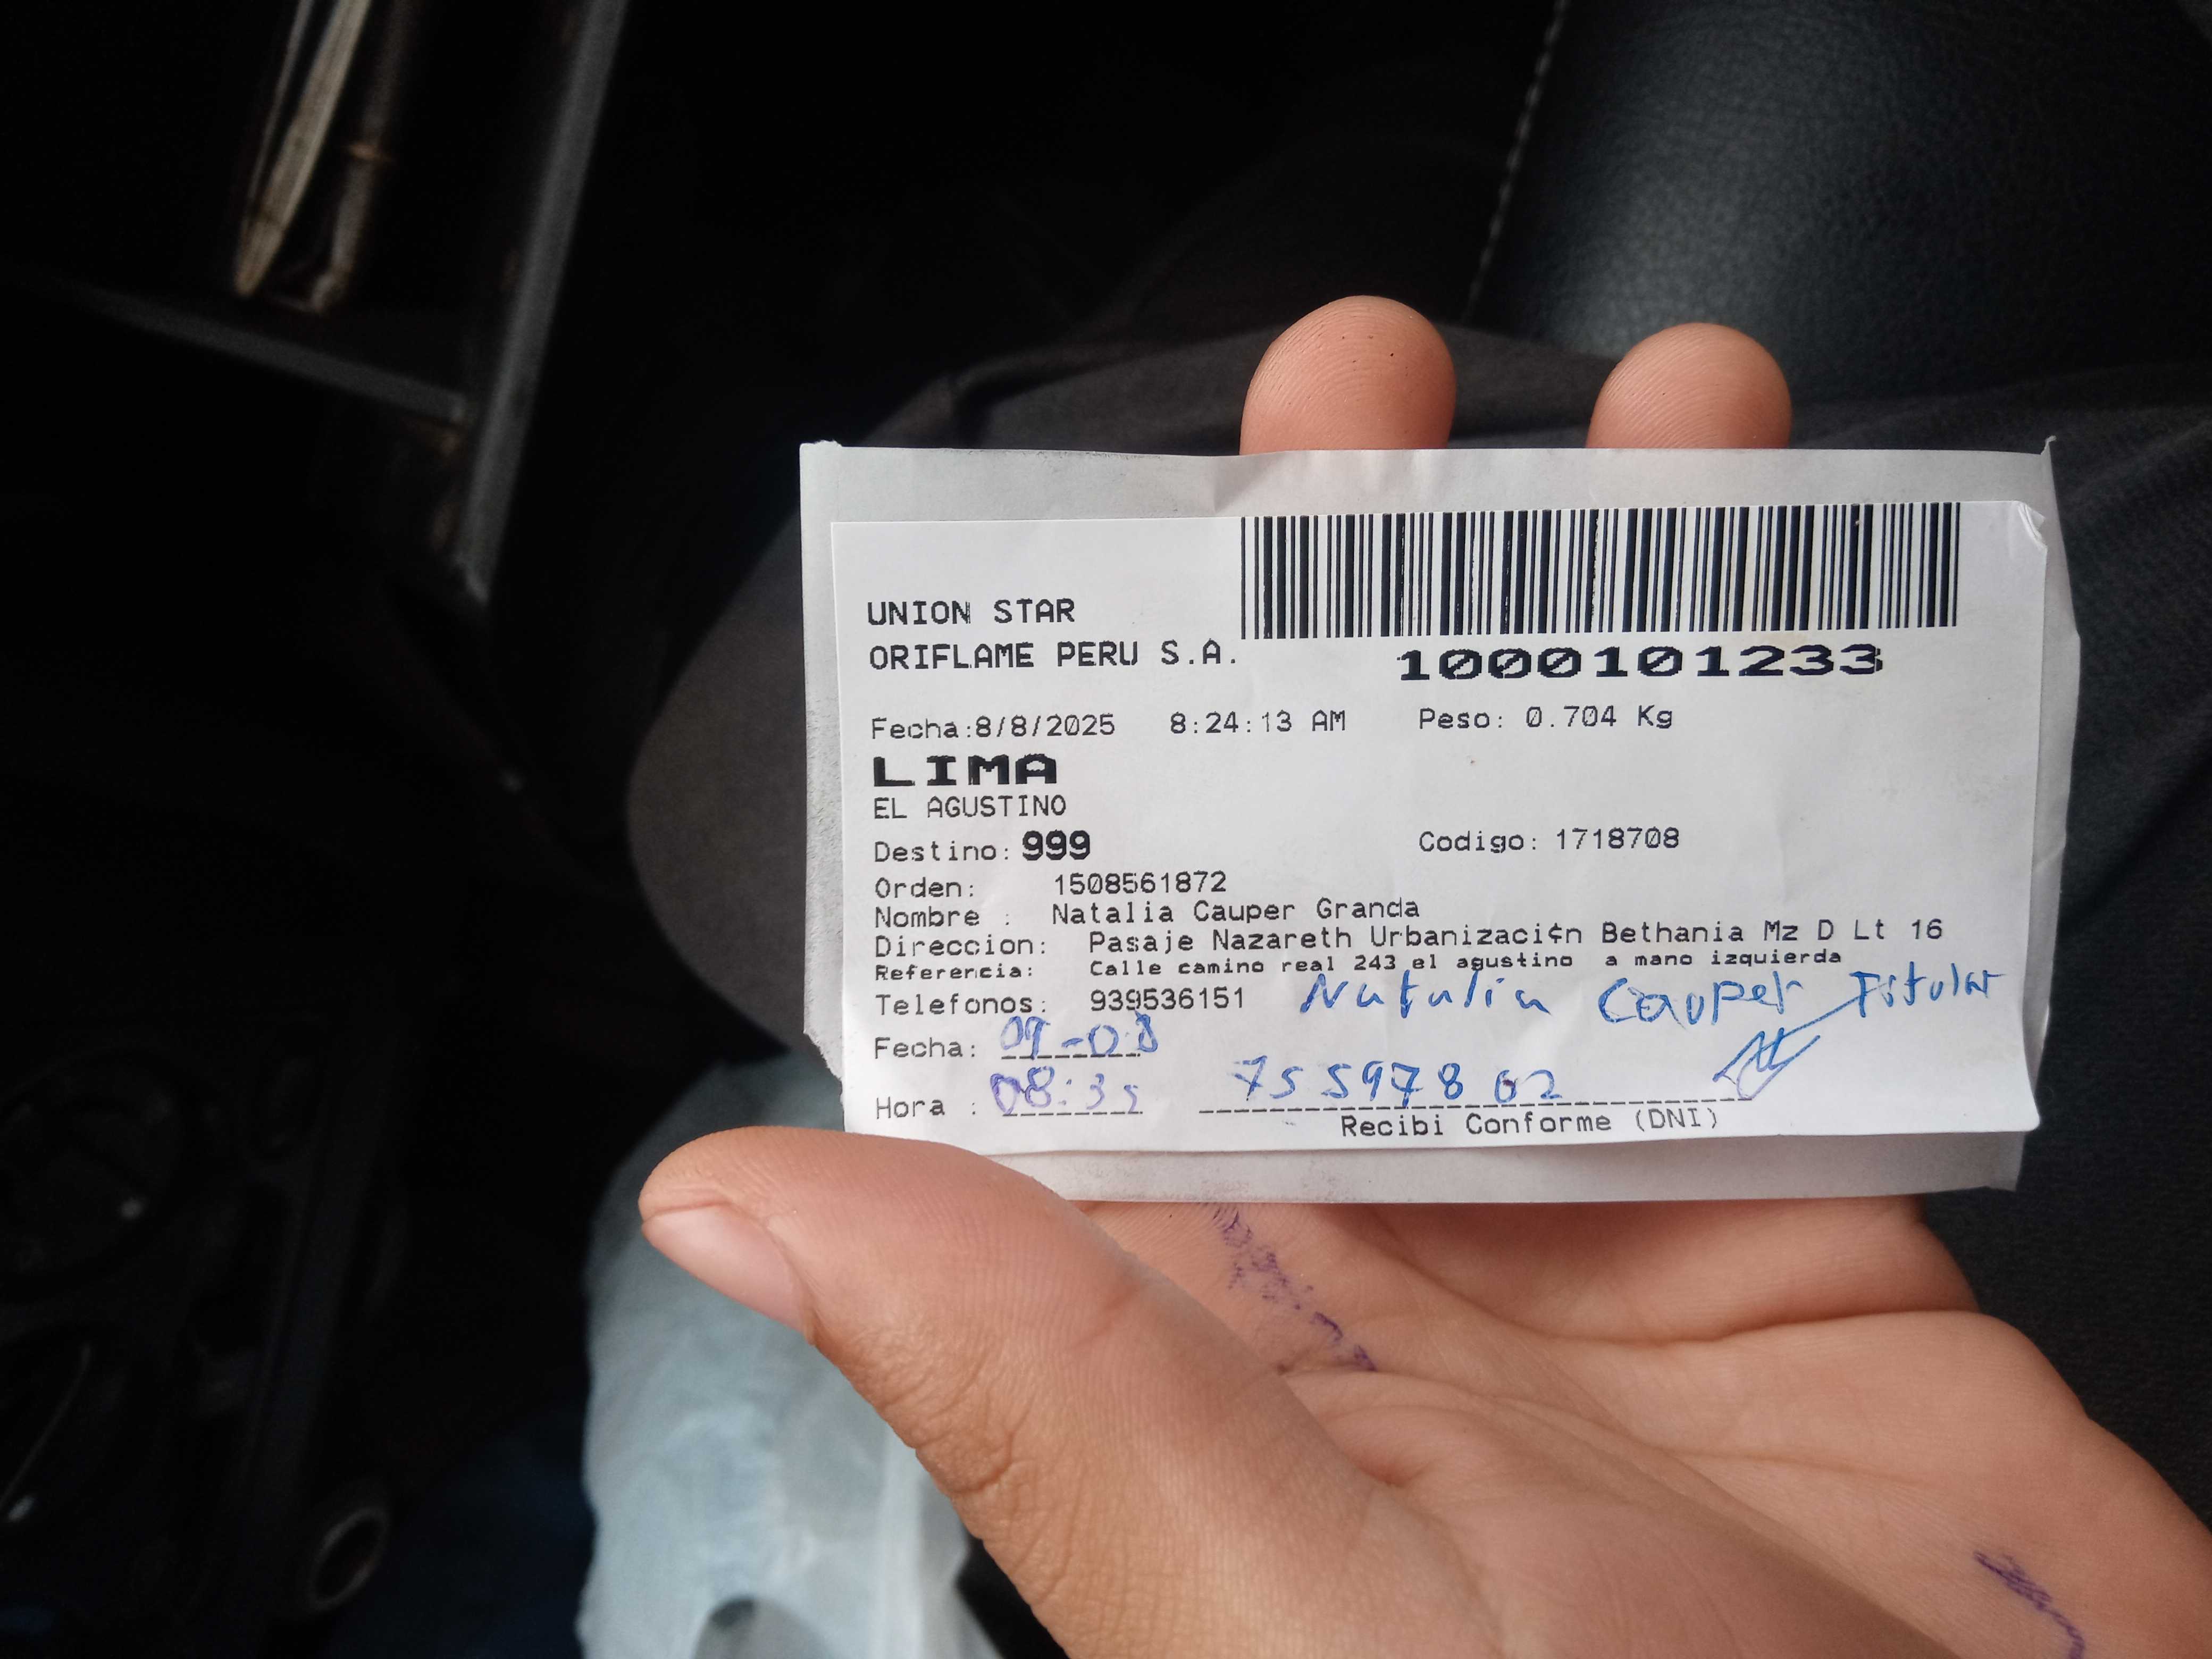 UNION STAR
ORIFLAME PERU S.A.
1000101233
Fecha:8/8/2025 8:24:13 AM Peso: 0.704 Kg
LIMA
EL AGUSTINO
Destino: 999 Codigo: 1718708
Orden: 1508561872
Nombre : Natalia Cauper Granda
Direccion: Pasaje Nazareth Urbanizaci¢n Bethania Mz D Lt 16
Referencia: Calle camino real 243 el agustino a mano izquierda
Telefonos: 939536151 Natalia Cauper Titular
Fecha: 09-08
Hora : 08:35 75597802
Recibi Conforme (DNI)